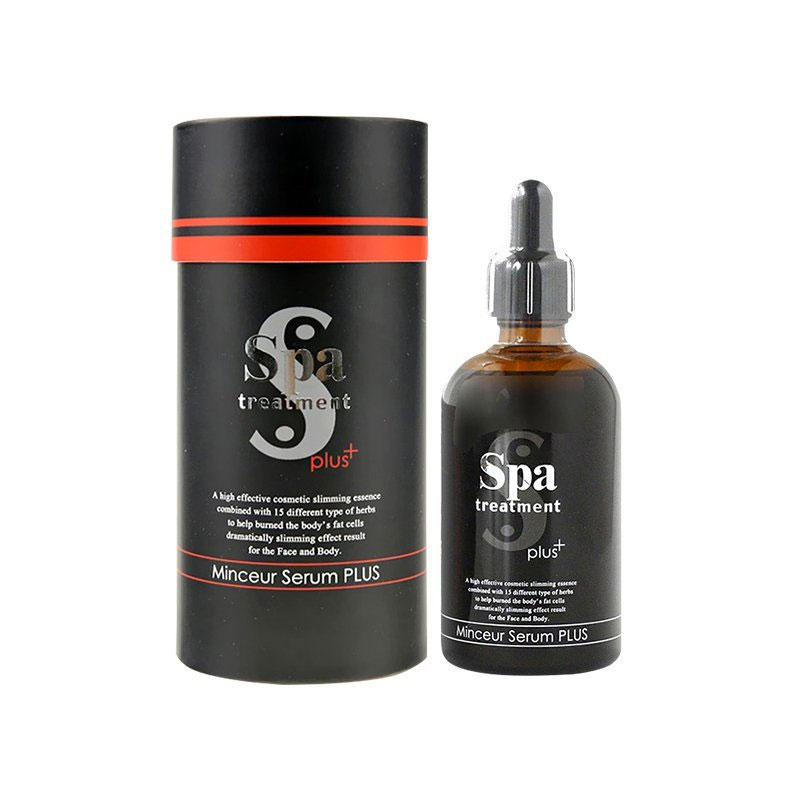 S
Spa
treatment
plus+
A high effective cosmetic slimming essence
combined with 15 different type of herbs
to help burned the body's fat cells
dramatically slimming effect result
for the Face and Body.
Minceur Serum PLUS
S
Spa
treatment
plus+
A high effective cosmetic slimming essence
combined with 15 different type of herbs
to help burned the body's fat cells
dramatically slimming effect result
for the Face and Body.
Minceur Serum PLUS